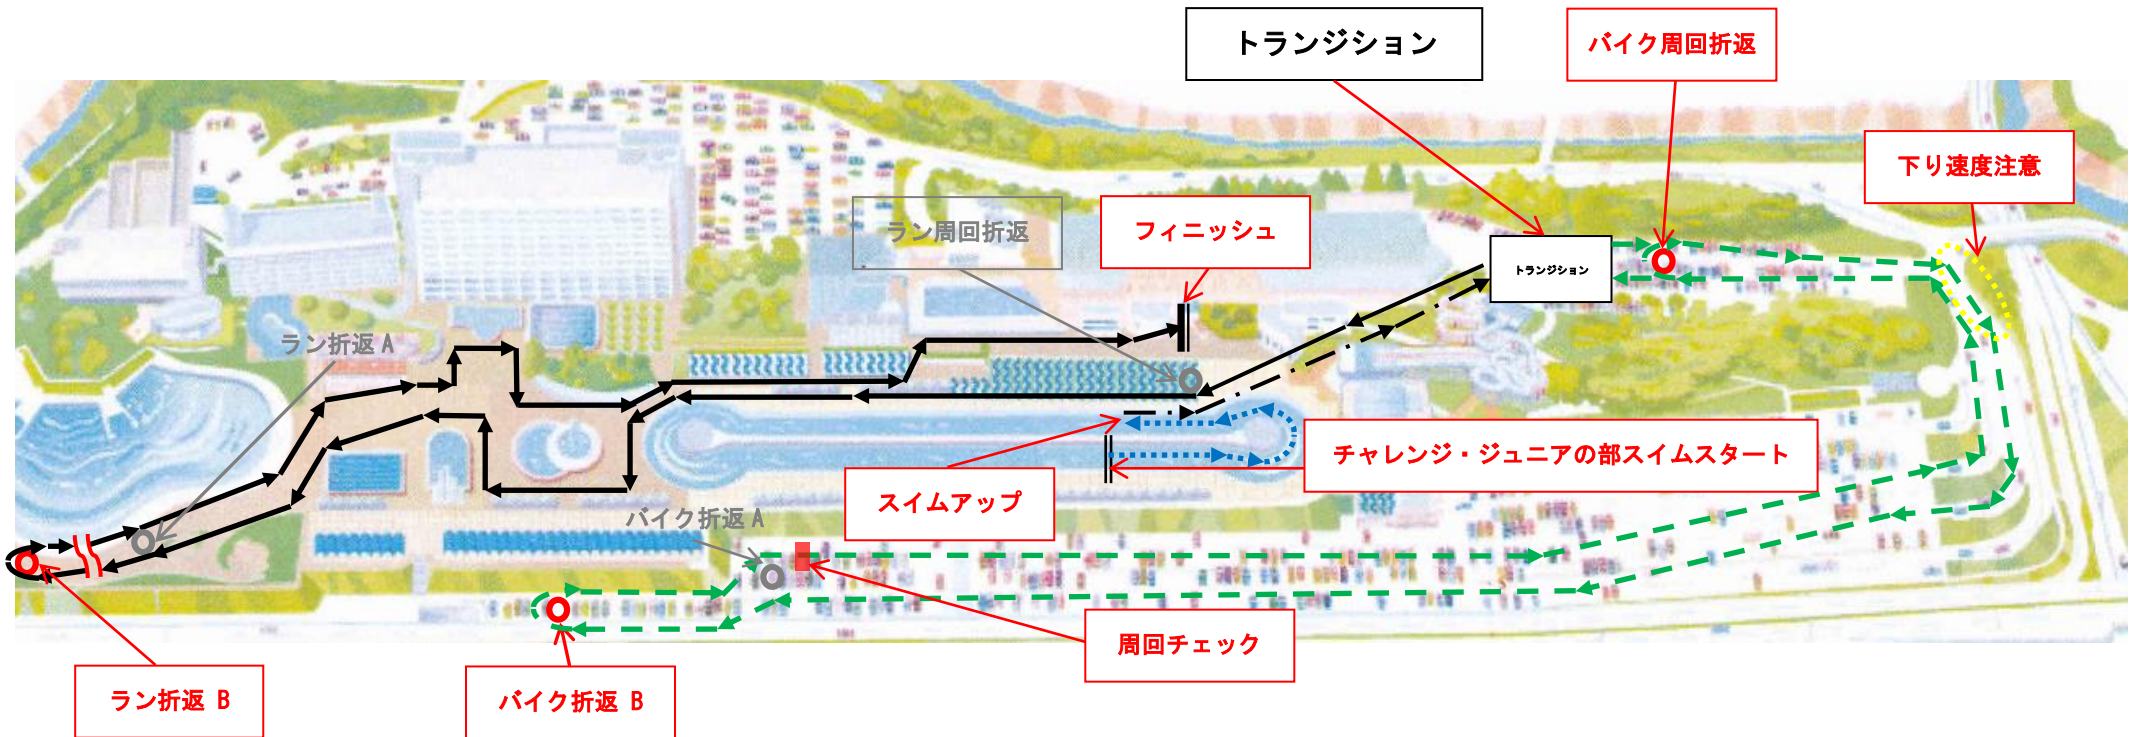 トランジション
バイク周回折返
下り速度注意
ラン周回折返
フィニッシュ
トランジション
ラン折返 A
チャレンジ・ジュニアの部スイムスタート
スイムアップ
バイク折返 A
周回チェック
ラン折返 B
バイク折返 B